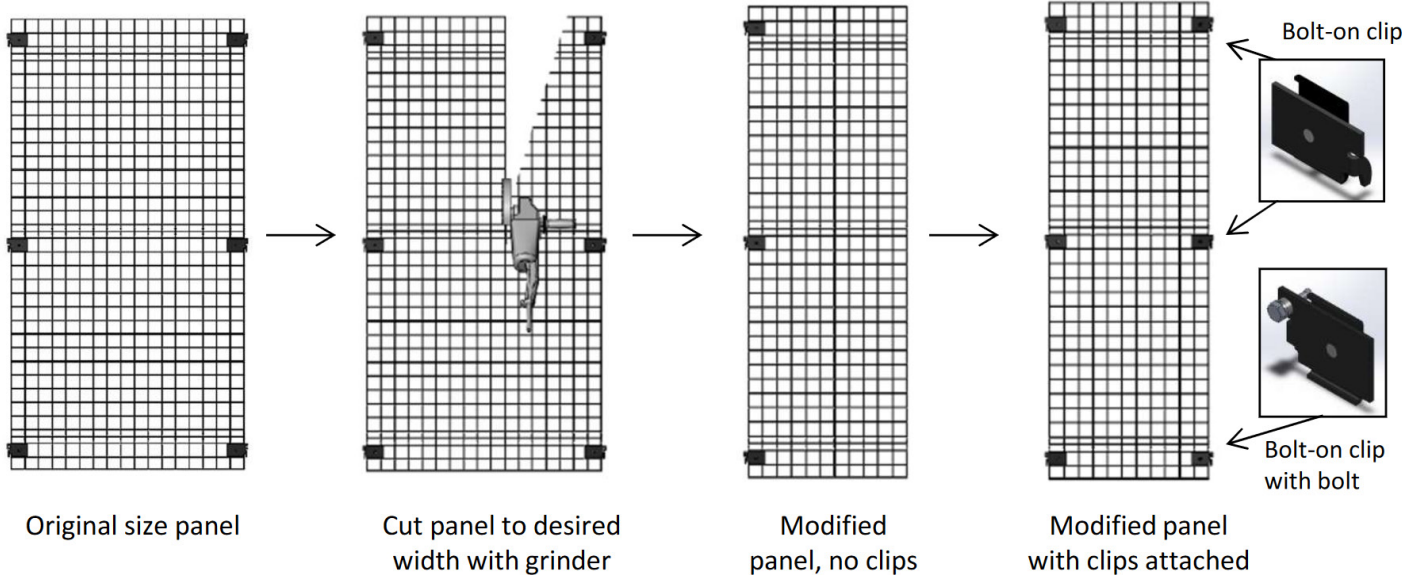 Bolt-on clip
Bolt-on clip
with bolt
Original size panel
Cut panel to desired
width with grinder
Modified
panel, no clips
Modified panel
with clips attached